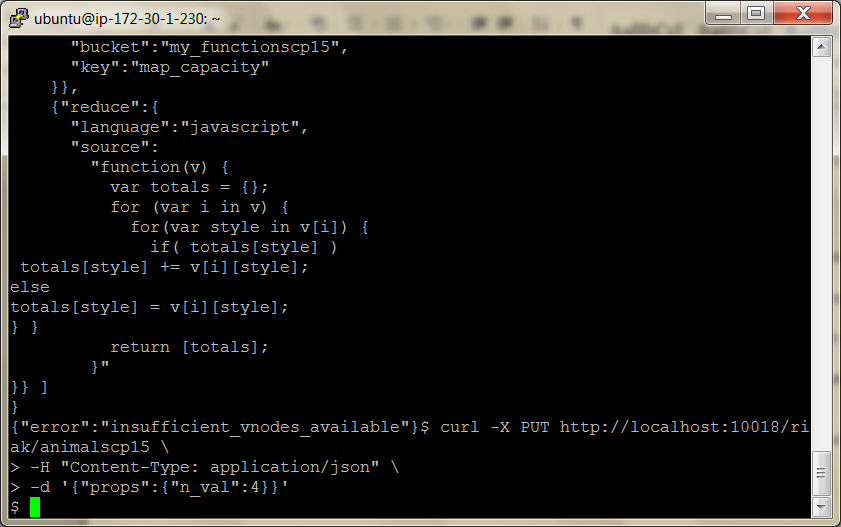 ubuntu@ip-172-30-1-230: ~
      "bucket":"my_functionscp15",
      "key":"map_capacity"
    }},
    {"reduce":{
      "language":"javascript",
      "source":
        "function(v) {
          var totals = {};
          for (var i in v) {
            for(var style in v[i]) {
              if( totals[style] )
 totals[style] += v[i][style];
else
totals[style] = v[i][style];
} }
          return [totals];
        }"
}} ]
}
{"error":"insufficient_vnodes_available"}$ curl -X PUT http://localhost:10018/ri
ak/animalscp15 \
> -H "Content-Type: application/json" \
> -d '{"props":{"n_val":4}}'
$